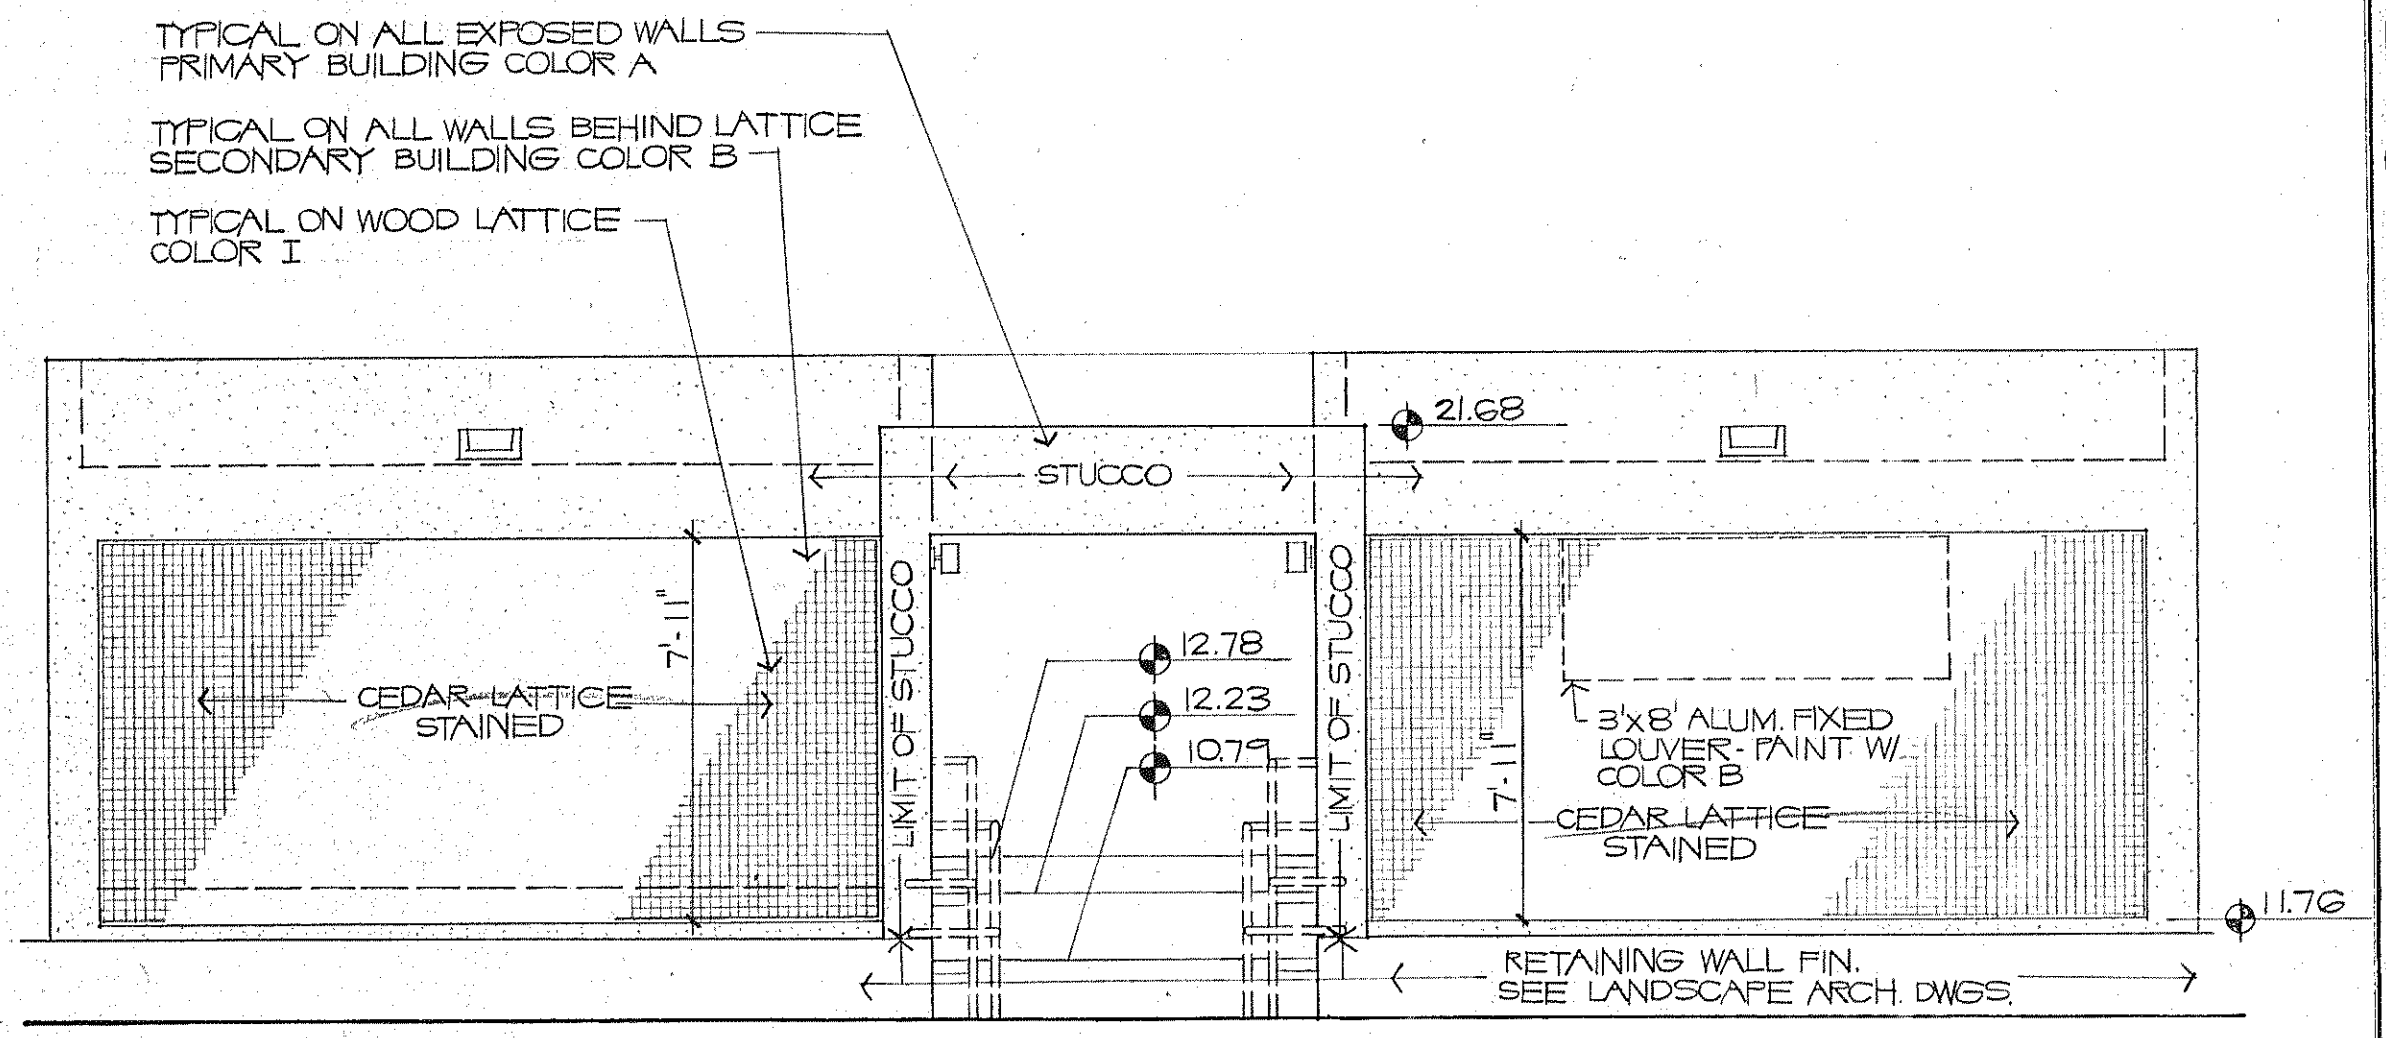 TYPICAL ON ALL EXPOSED WALLS
PRIMARY BUILDING COLOR A
TYPICAL ON ALL WALLS BEHIND LATTICE
SECONDARY BUILDING COLOR B
TYPICAL ON WOOD LATTICE
COLOR I
21.68
STUCCO
7'-11"
CEDAR LATTICE
STAINED
LIMIT OF STUCCO
12.78
12.23
10.79
LIMIT OF STUCCO
7'-11"
3'x8' ALUM. FIXED
LOUVER-PAINT W/
COLOR B
CEDAR LATTICE
STAINED
11.76
RETAINING WALL FIN.
SEE LANDSCAPE ARCH. DWGS.